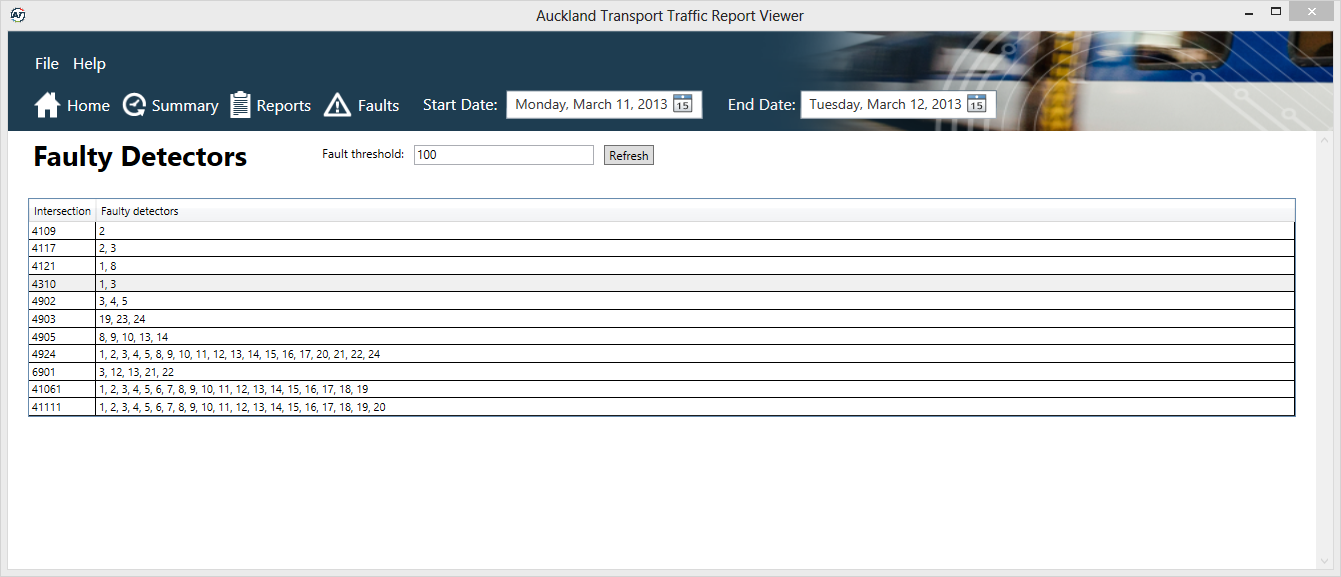 Auckland Transport Traffic Report Viewer
File Help
Home Summary Reports Faults Start Date: Monday, March 11, 2013 15 End Date: Tuesday, March 12, 2013 15
Faulty Detectors Fault threshold: 100 Refresh
Intersection Faulty detectors
4109 2
4117 2, 3
4121 1, 8
4310 1, 3
4902 3, 4, 5
4903 19, 23, 24
4905 8, 9, 10, 13, 14
4924 1, 2, 3, 4, 5, 8, 9, 10, 11, 12, 13, 14, 15, 16, 17, 20, 21, 22, 24
6901 3, 12, 13, 21, 22
41061 1, 2, 3, 4, 5, 6, 7, 8, 9, 10, 11, 12, 13, 14, 15, 16, 17, 18, 19
41111 1, 2, 3, 4, 5, 6, 7, 8, 9, 10, 11, 12, 13, 14, 15, 16, 17, 18, 19, 20